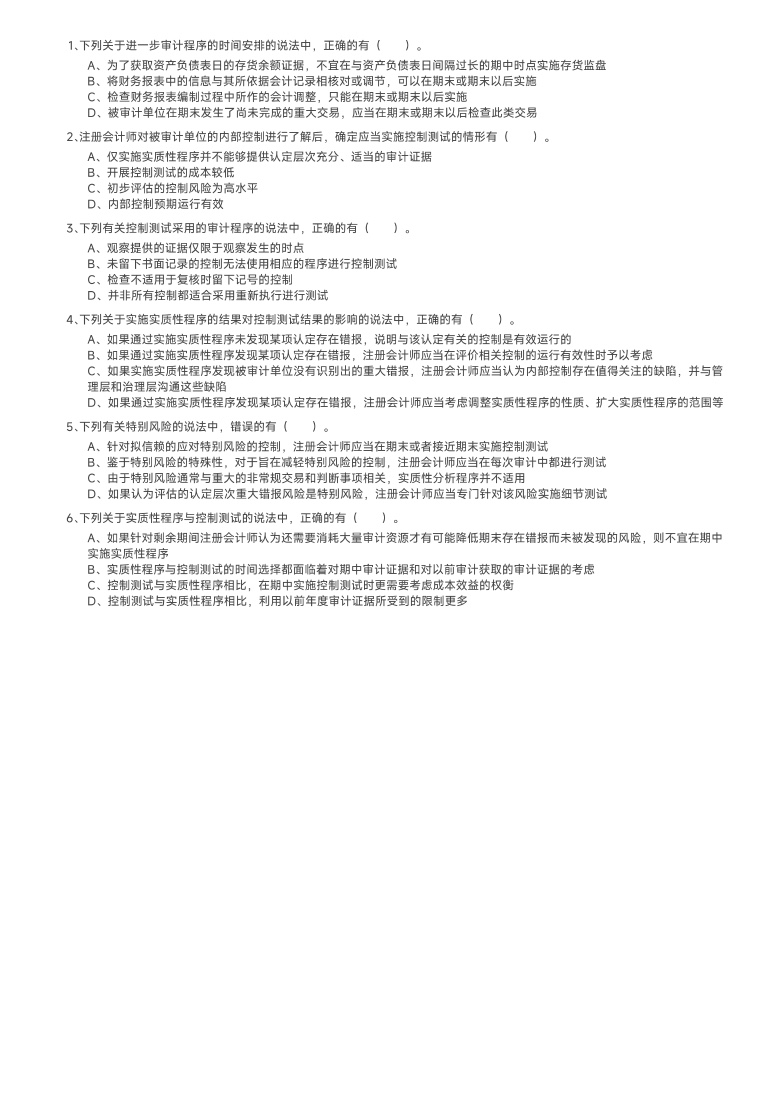 1、下列关于进一步审计程序的时间安排的说法中，正确的有（　　）。
A、为了获取资产负债表日的存货余额证据，不宜在与资产负债表日间隔过长的期中时点实施存货监盘
B、将财务报表中的信息与其所依据会计记录相核对或调节，可以在期末或期末以后实施
C、检查财务报表编制过程中所作的会计调整，只能在期末或期末以后实施
D、被审计单位在期末发生了尚未完成的重大交易，应当在期末或期末以后检查此类交易
2、注册会计师对被审计单位的内部控制进行了解后，确定应当实施控制测试的情形有（　　）。
A、仅实施实质性程序并不能够提供认定层次充分、适当的审计证据
B、开展控制测试的成本较低
C、初步评估的控制风险为高水平
D、内部控制预期运行有效
3、下列有关控制测试采用的审计程序的说法中，正确的有（　　）。
A、观察提供的证据仅限于观察发生的时点
B、未留下书面记录的控制无法使用相应的程序进行控制测试
C、检查不适用于复核时留下记号的控制
D、并非所有控制都适合采用重新执行进行测试
4、下列关于实施实质性程序的结果对控制测试结果的影响的说法中，正确的有（　　）。
A、如果通过实施实质性程序未发现某项认定存在错报，说明与该认定有关的控制是有效运行的
B、如果通过实施实质性程序发现某项认定存在错报，注册会计师应当在评价相关控制的运行有效性时予以考虑
C、如果实施实质性程序发现被审计单位没有识别出的重大错报，注册会计师应当认为内部控制存在值得关注的缺陷，并与管
理层和治理层沟通这些缺陷
D、如果通过实施实质性程序发现某项认定存在错报，注册会计师应当考虑调整实质性程序的性质、扩大实质性程序的范围等
5、下列有关特别风险的说法中，错误的有（　　）。
A、针对拟信赖的应对特别风险的控制，注册会计师应当在期末或者接近期末实施控制测试
B、鉴于特别风险的特殊性，对于旨在减轻特别风险的控制，注册会计师应当在每次审计中都进行测试
C、由于特别风险通常与重大的非常规交易和判断事项相关，实质性分析程序并不适用
D、如果认为评估的认定层次重大错报风险是特别风险，注册会计师应当专门针对该风险实施细节测试
6、下列关于实质性程序与控制测试的说法中，正确的有（　　）。
A、如果针对剩余期间注册会计师认为还需要消耗大量审计资源才有可能降低期末存在错报而未被发现的风险，则不宜在期中
实施实质性程序
B、实质性程序与控制测试的时间选择都面临着对期中审计证据和对以前审计获取的审计证据的考虑
C、控制测试与实质性程序相比，在期中实施控制测试时更需要考虑成本效益的权衡
D、控制测试与实质性程序相比，利用以前年度审计证据所受到的限制更多